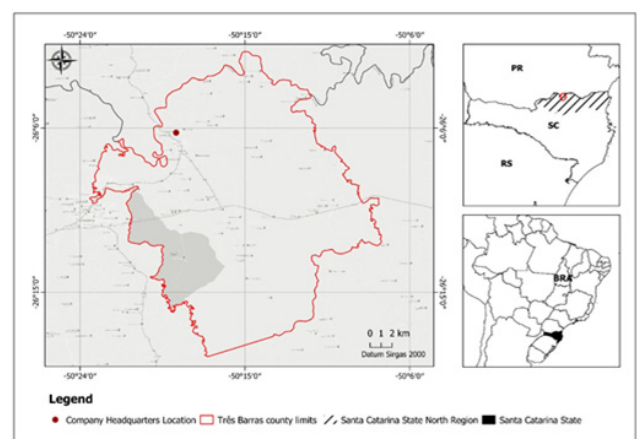 -50°24'0" -50°15'0" -50°6'0"
-26°6'0" -26°6'0"
-26°15'0" -26°15'0"
0 1 2 km
Datum Sirgas 2000
-50°24'0" -50°15'0" -50°6'0"
PR
SC
RS
BRA
Legend
Company Headquarters Location Três Barras county limits Santa Catarina State North Region Santa Catarina State